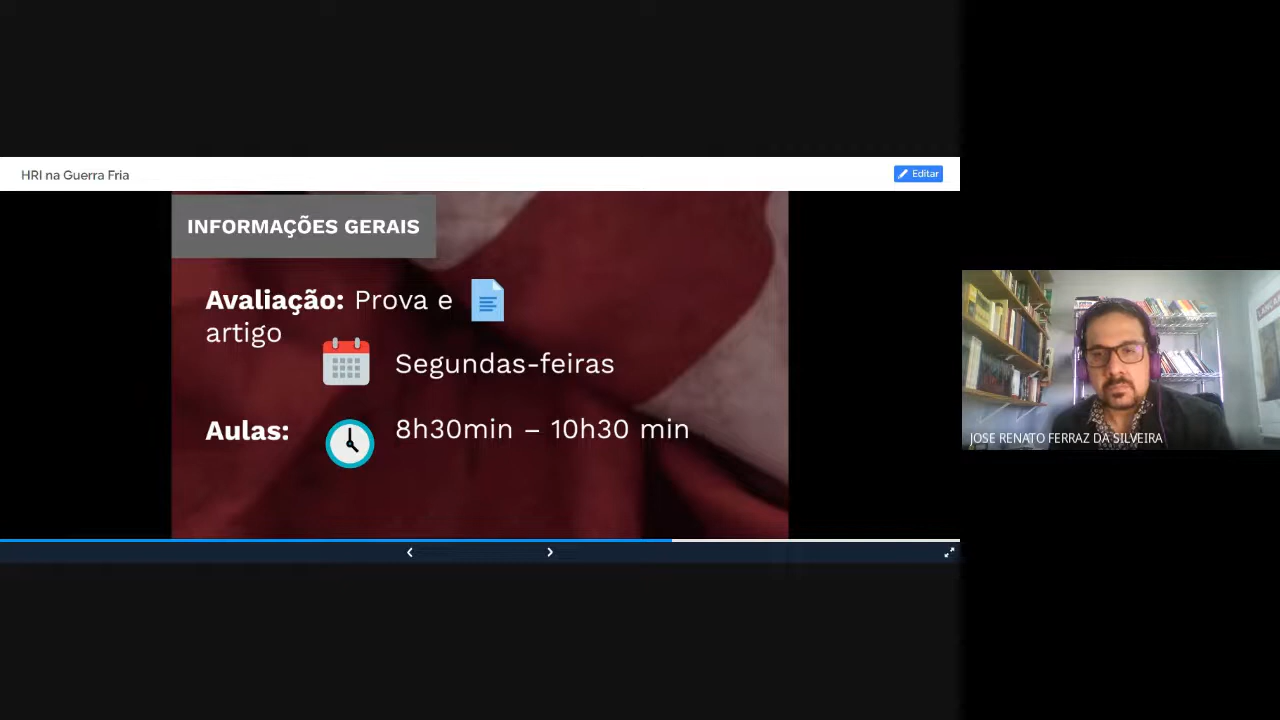 HRI na Guerra Fria
Editar
INFORMAÇÕES GERAIS
Avaliação: Prova e
artigo
Segundas-feiras
Aulas:
8h30min – 10h30 min
JOSE RENATO FERRAZ DA SILVEIRA